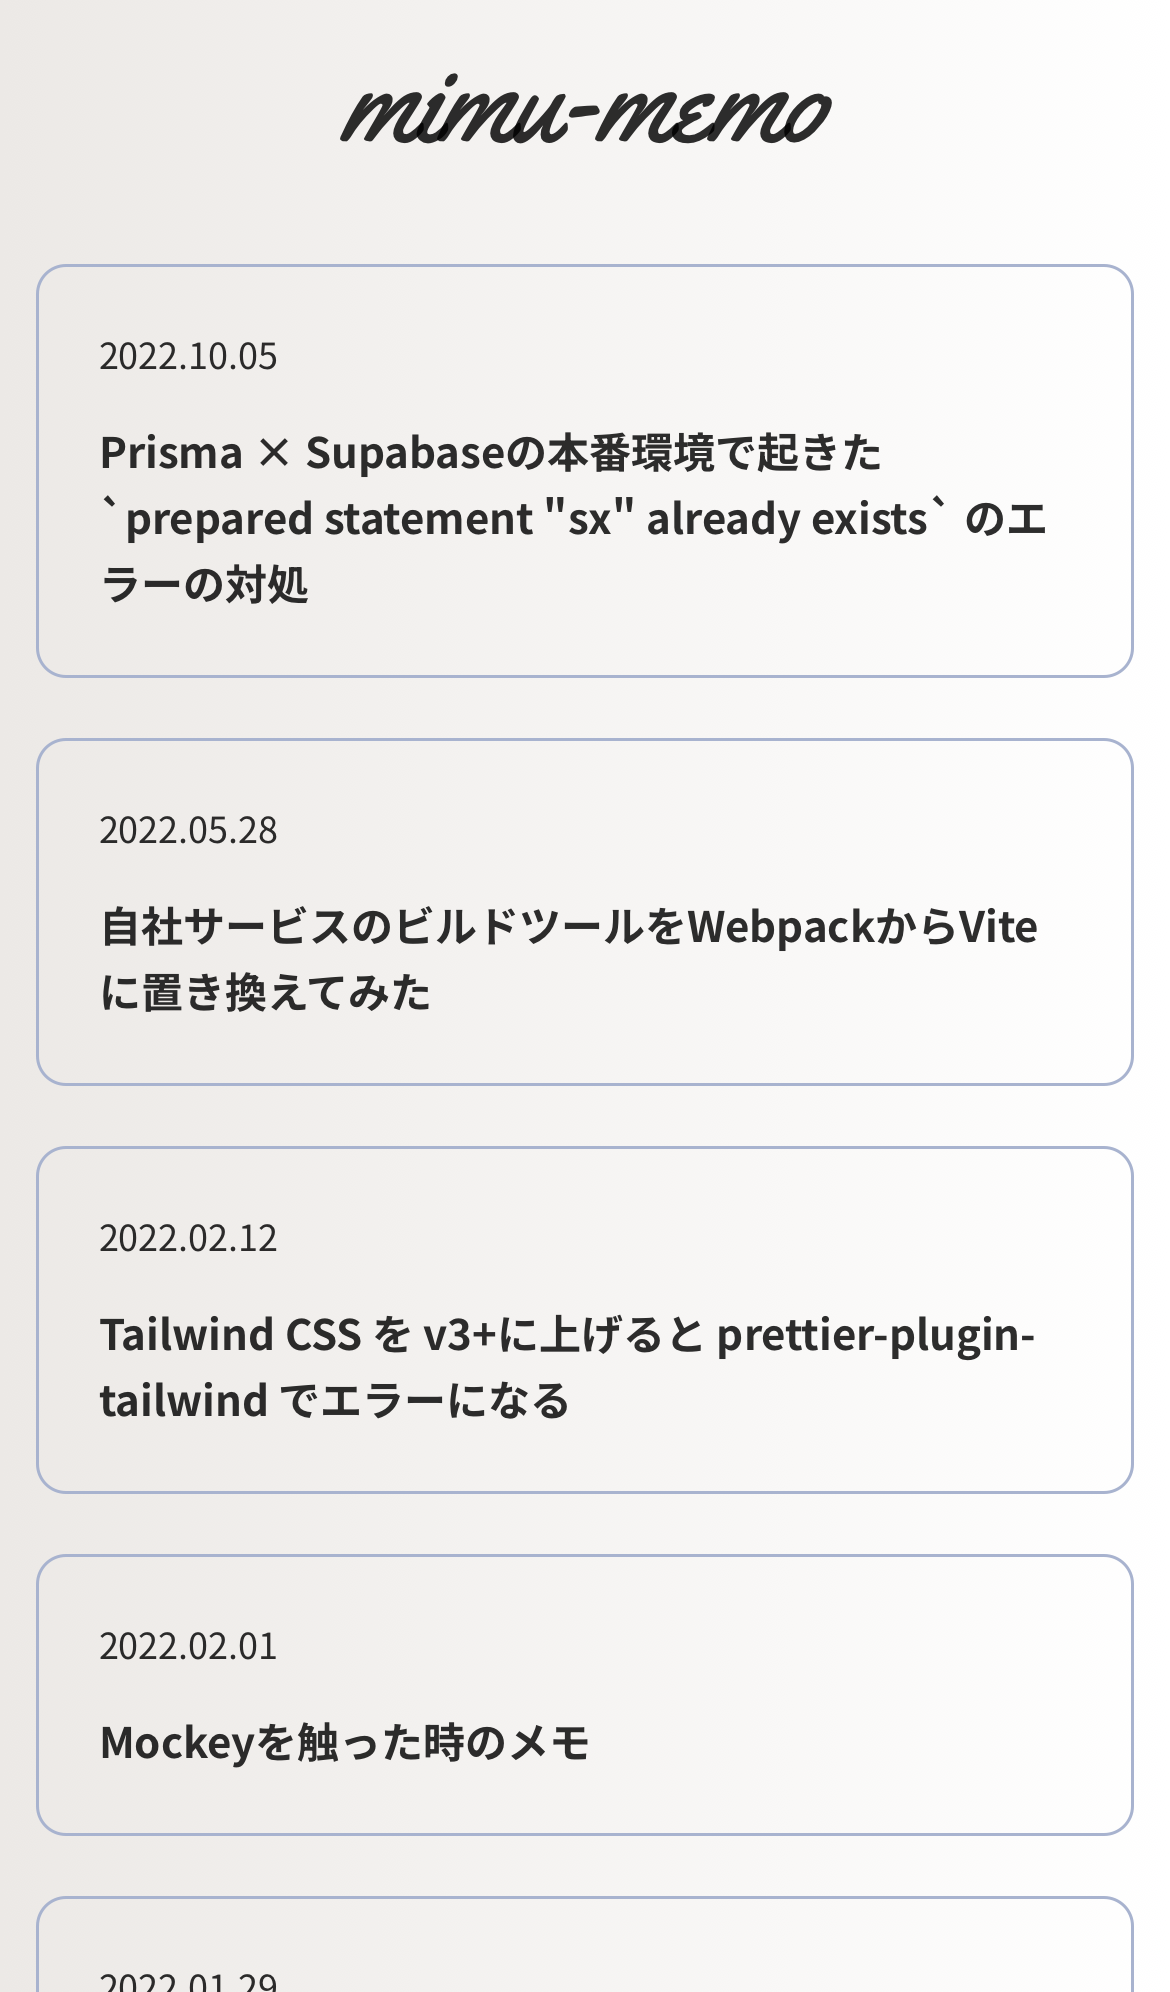 mimu-memo
2022.10.05
Prisma × Supabaseの本番環境で起きた
`prepared statement "sx" already exists` のエ
ラーの対処
2022.05.28
自社サービスのビルドツールをWebpackからVite
に置き換えてみた
2022.02.12
Tailwind CSS を v3+に上げると prettier-plugin-
tailwind でエラーになる
2022.02.01
Mockeyを触った時のメモ
2022.01.29